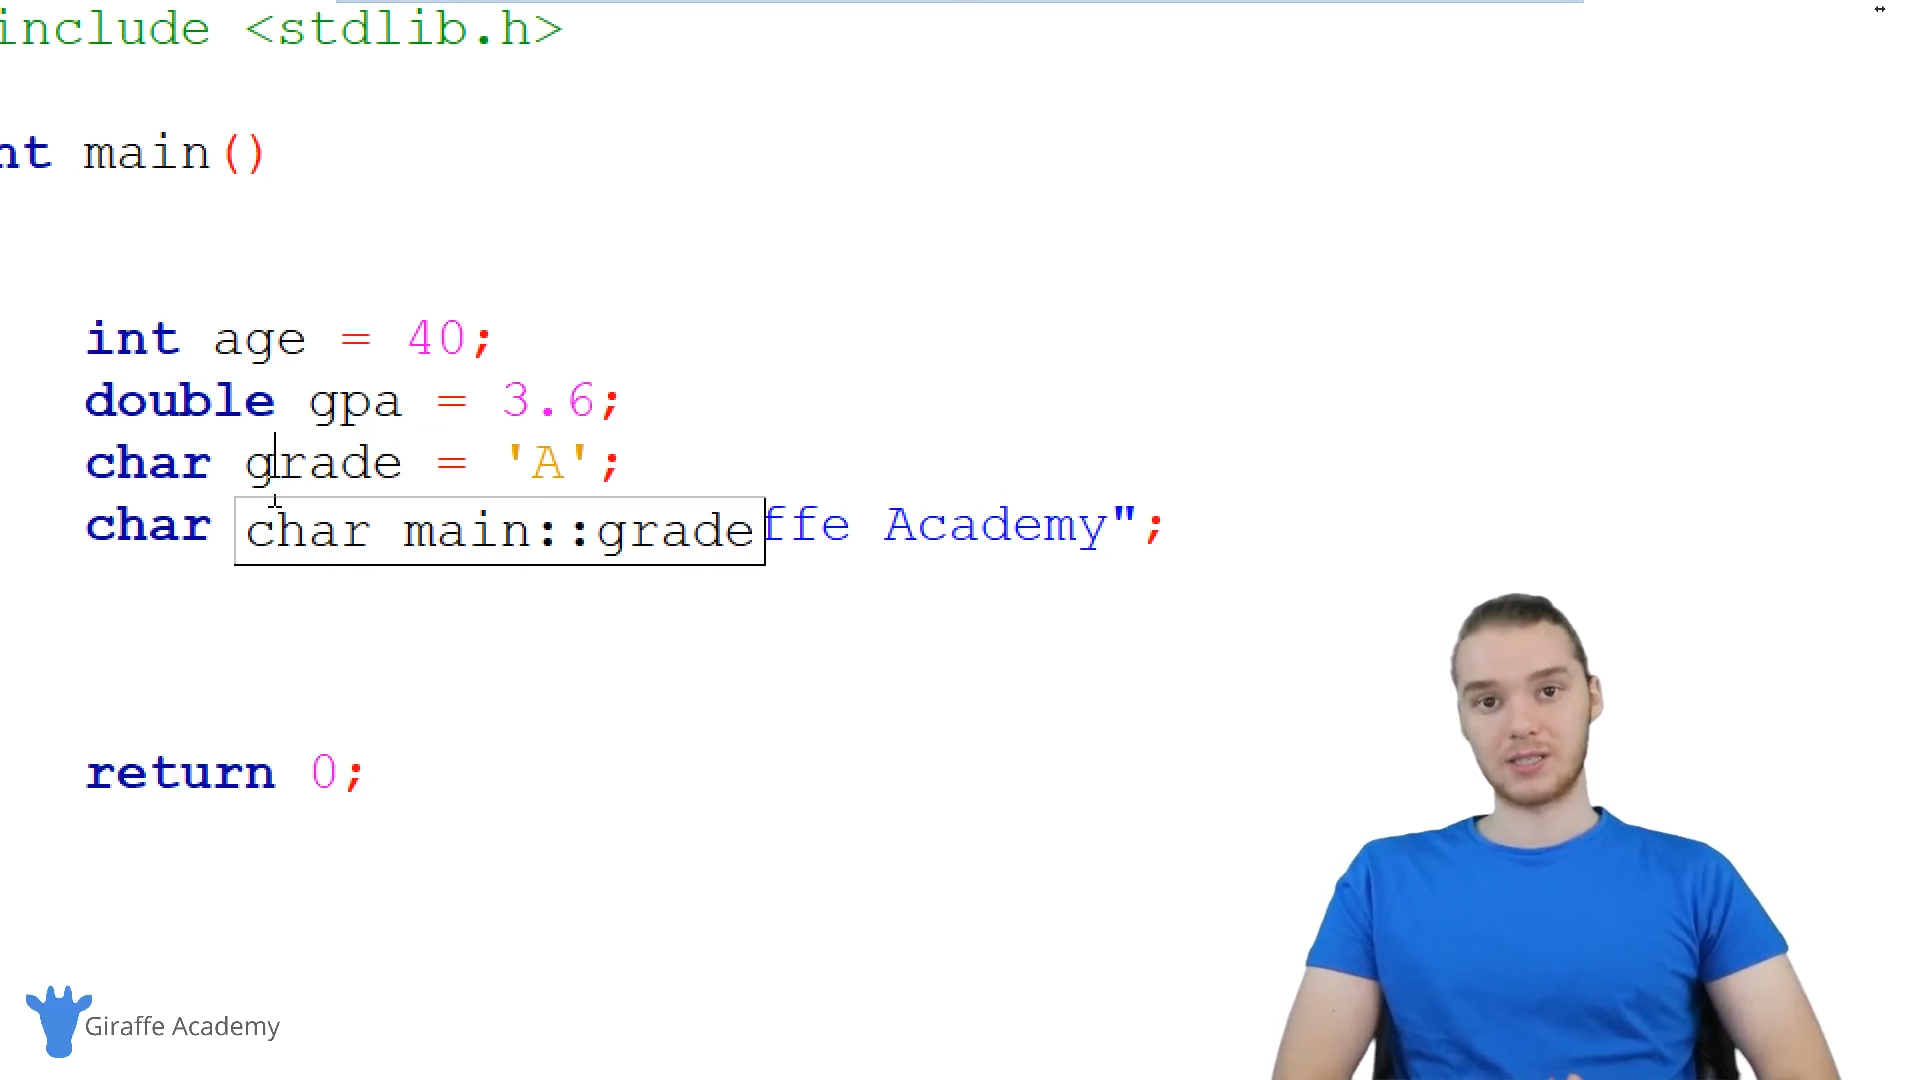 include <stdlib.h>
nt main()
int age = 40;
double gpa = 3.6;
char grade = 'A';
char ffe Academy";
char main::grade
return 0;
Giraffe Academy